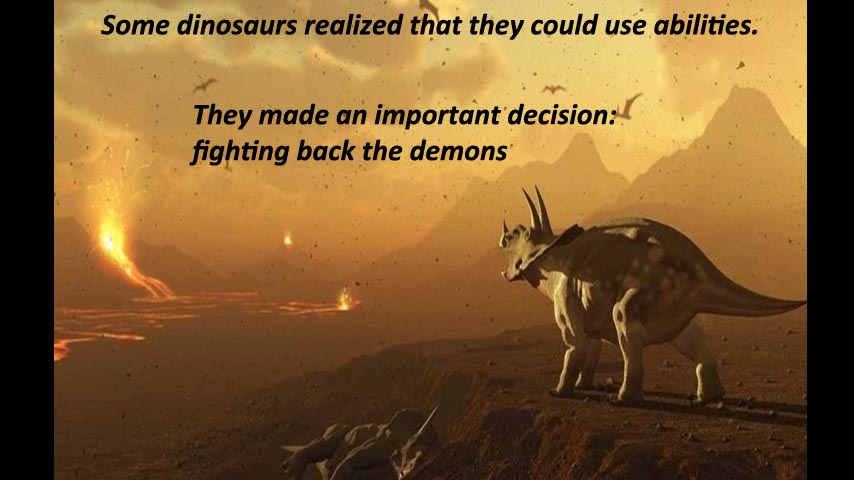 Some dinosaurs realized that they could use abilities.
They made an important decision:
fighting back the demons